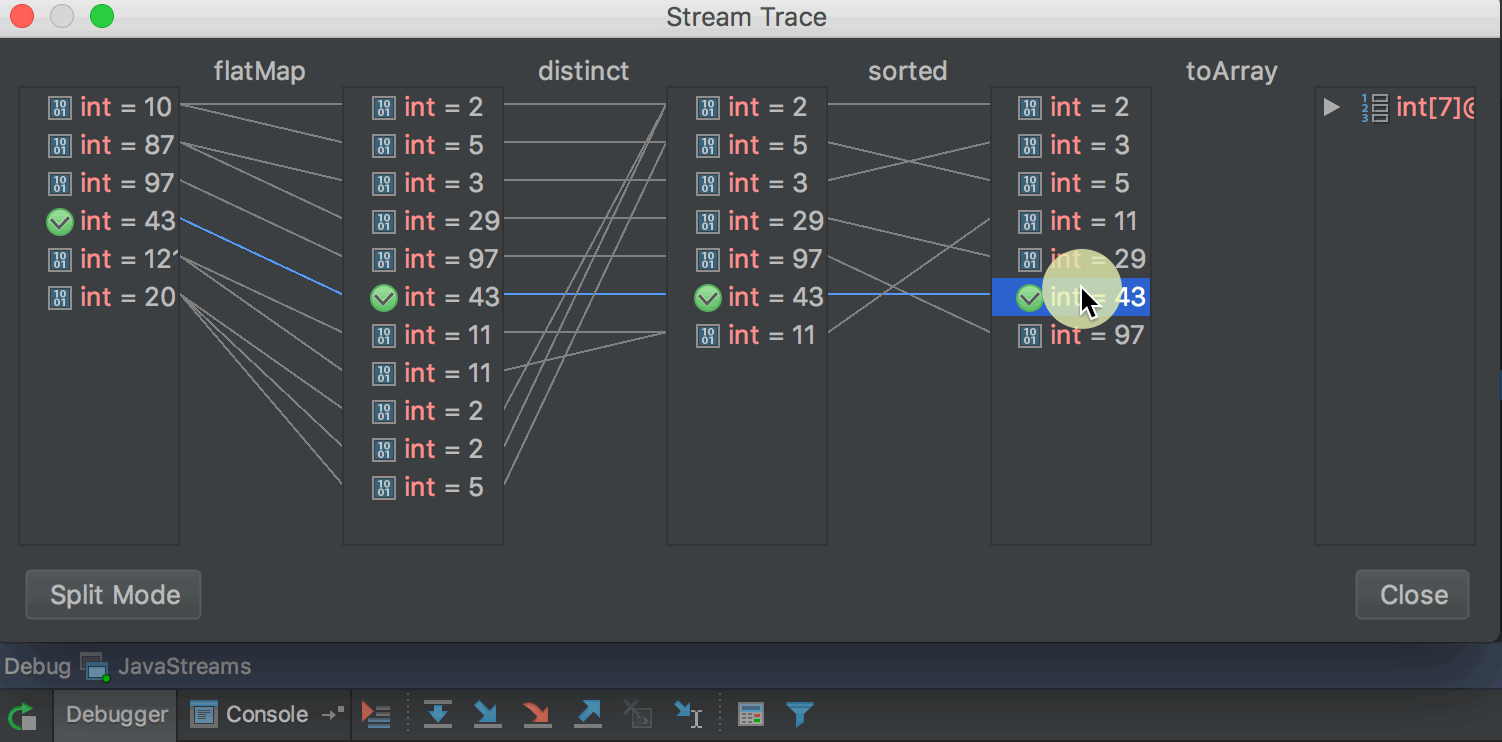 Stream Trace
flatMap distinct sorted toArray
int = 10 int = 2 int = 2 int = 2 int[7]@
int = 87 int = 5 int = 5 int = 3
int = 97 int = 3 int = 3 int = 5
int = 43 int = 29 int = 29 int = 11
int = 12 int = 97 int = 97 int = 29
int = 20 int = 43 int = 43 int = 43
int = 11 int = 11 int = 97
int = 11
int = 2
int = 2
int = 5
Split Mode Close
Debug JavaStreams
Debugger Console